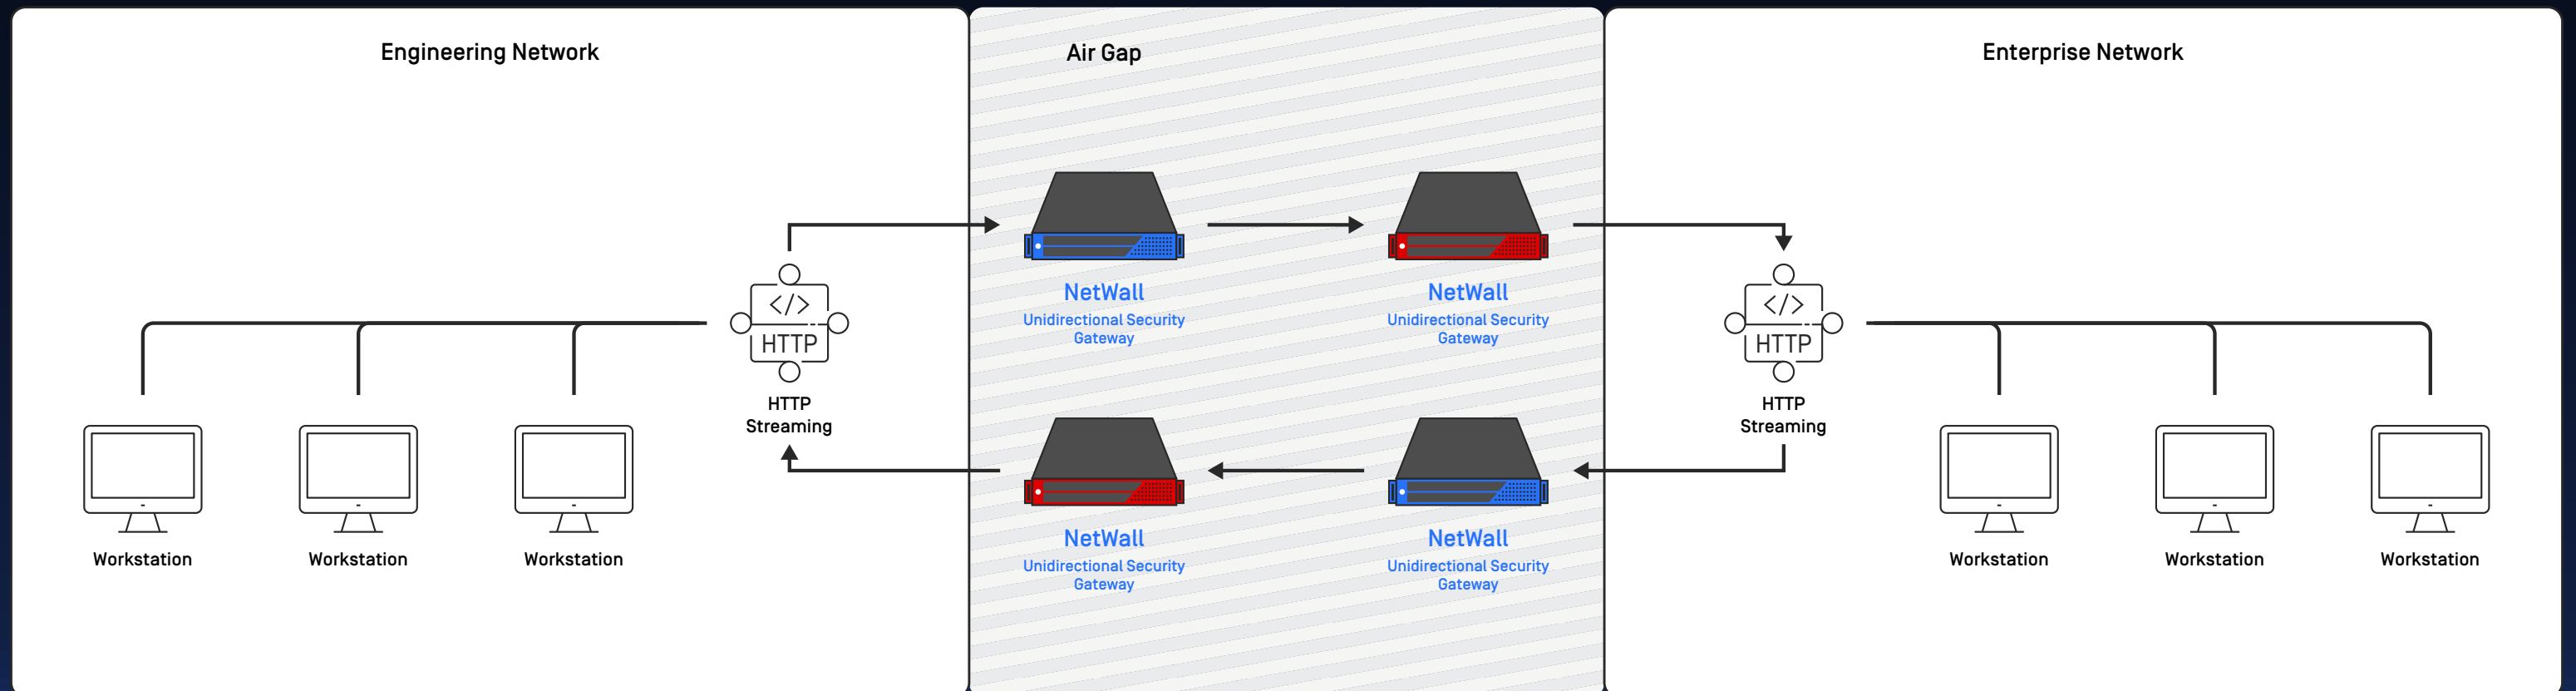 Engineering Network
Air Gap
Enterprise Network
NetWall
Unidirectional Security
Gateway
NetWall
Unidirectional Security
Gateway
</>
HTTP
HTTP
Streaming
</>
HTTP
HTTP
Streaming
NetWall
Unidirectional Security
Gateway
NetWall
Unidirectional Security
Gateway
Workstation
Workstation
Workstation
Workstation
Workstation
Workstation